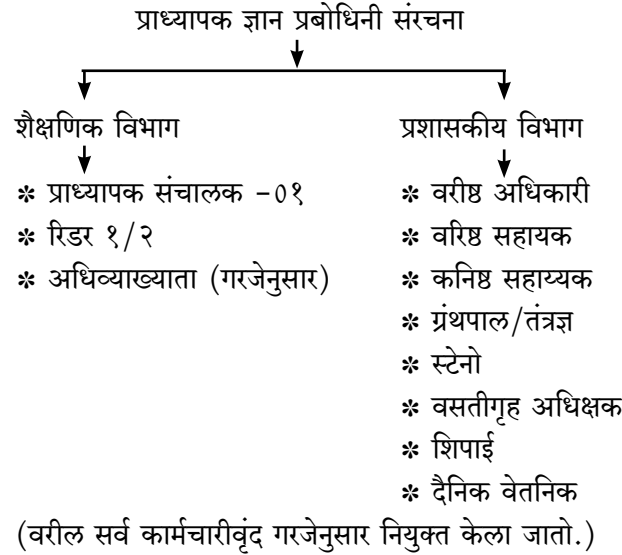 प्राध्यापक ज्ञान प्रबोधिनी संरचना
शैक्षणिक विभाग
* प्राध्यापक संचालक -०१
* रिडर १/२
* अधिव्याख्याता (गरजेनुसार)
प्रशासकीय विभाग
* वरीष्ठ अधिकारी
* वरिष्ठ सहायक
* कनिष्ठ सहाय्यक
* ग्रंथपाल/तंत्रज्ञ
* स्टेनो
* वसतीगृह अधिक्षक
* शिपाई
* दैनिक वेतनिक
(वरील सर्व कार्मचारीवृंद गरजेनुसार नियुक्त केला जातो.)